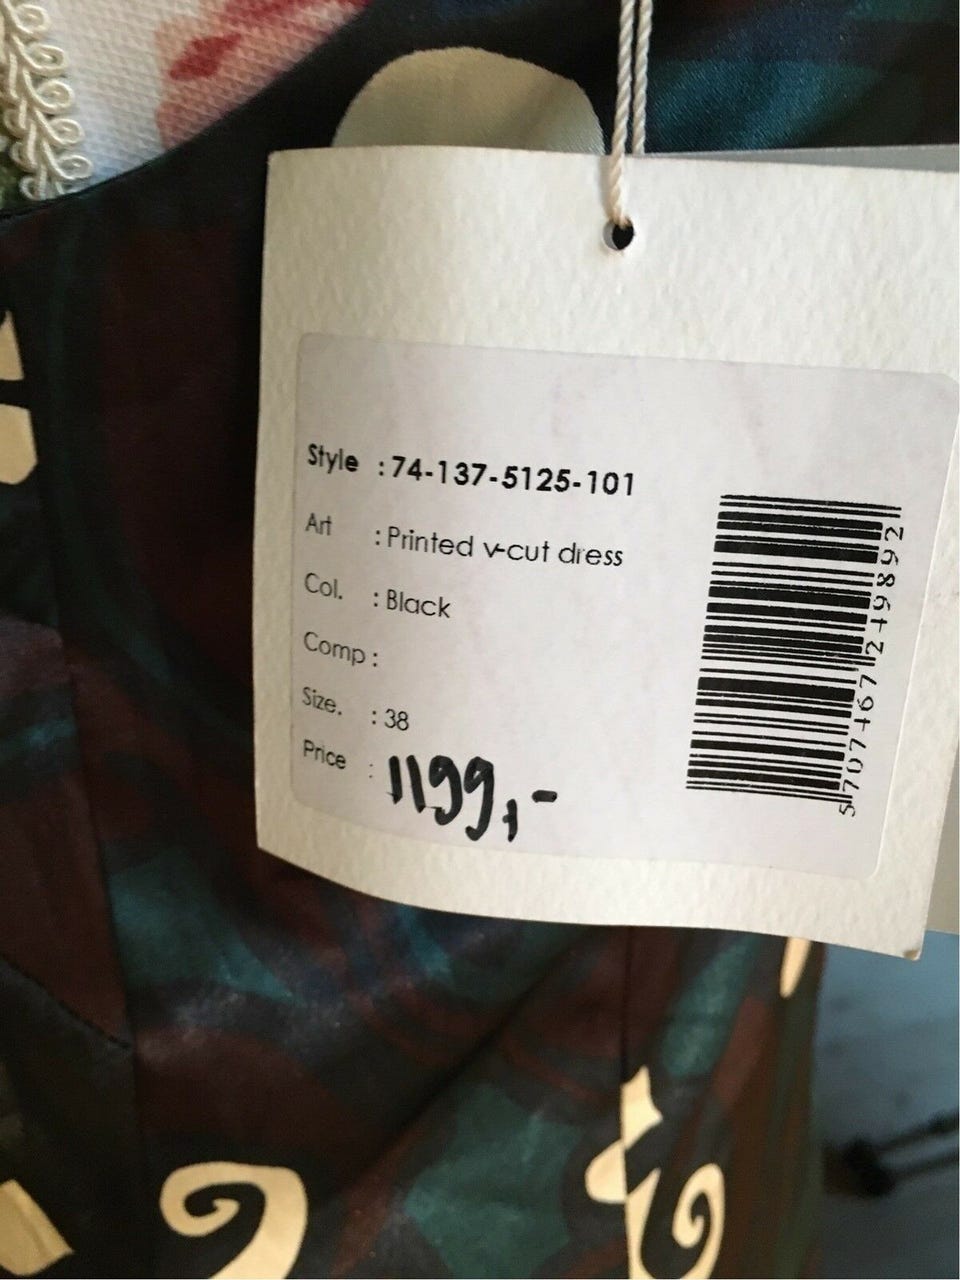 Style : 74-137-5125-101
Art : Printed v-cut dress
Col. : Black
Comp :
Size. : 38
Price : 1199,-
5707467249892